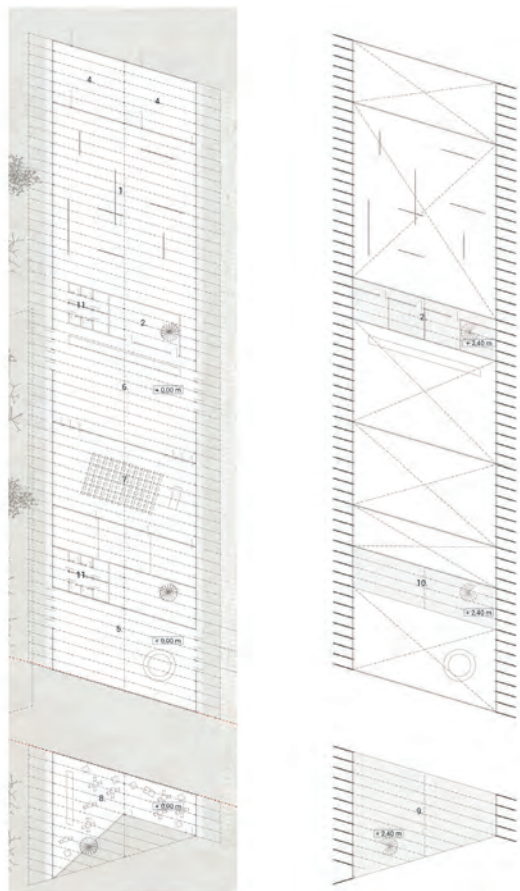 4.
4.
1.
11.
2.
6.
+ 0,00 m
7.
11.
5.
+ 0,00 m
8.
+ 0,00 m
2.
+ 2,40 m
10.
+ 2,40 m
9.
+ 2,40 m